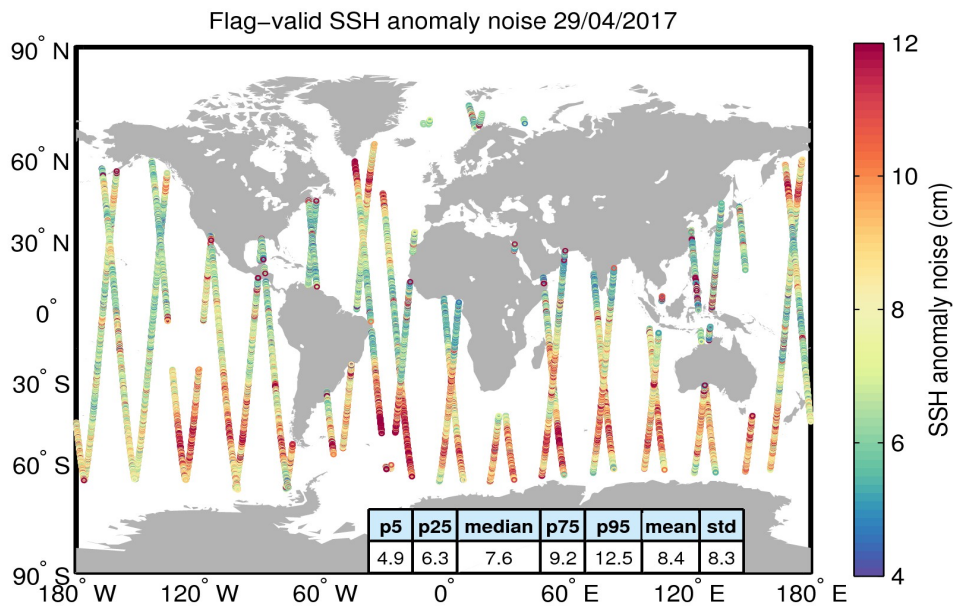 Flag−valid SSH anomaly noise 29/04/2017
90° N
60° N
30° N
0°
30° S
60° S
90° S
180° W
120° W
60° W
0°
60° E
120° E
180° E
p5 p25 median p75 p95 mean std
4.9 6.3 7.6 9.2 12.5 8.4 8.3
12
10
8
6
4
SSH anomaly noise (cm)